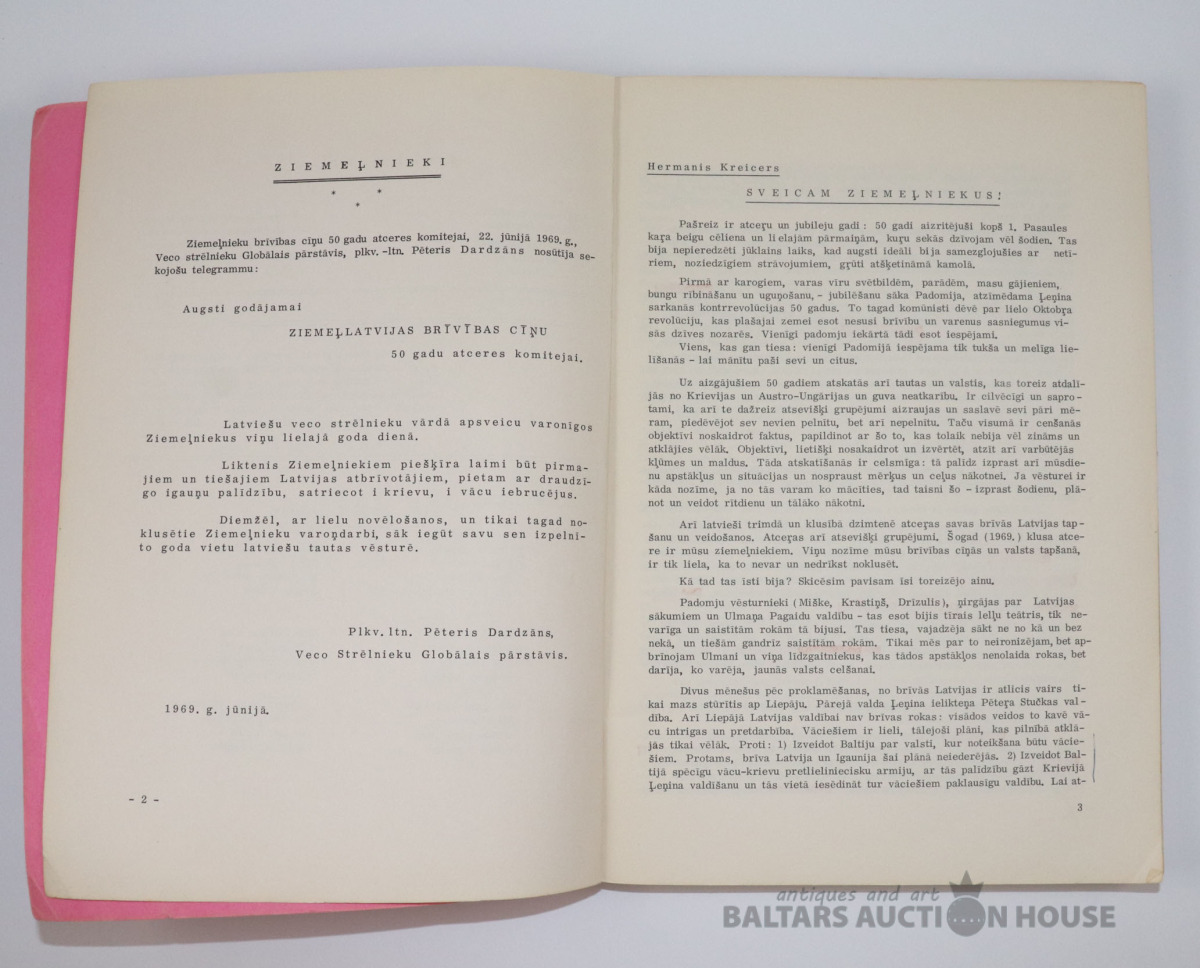 Z I E M E Ļ N I E K I
* *
*
Ziemeļnieku brīvības cīņu 50 gadu atceres komitejai, 22. jūnijā 1969. g.,
Veco strēlnieku Globālais pārstāvis, plkv. -ltn. Pēteris Dardzāns nosūtīja se-
kojošu telegrammu:
Augsti godājamai
ZIEMEĻLATVIJAS BRĪVĪBAS CĪŅU
50 gadu atceres komitejai.
Latviešu veco strēlnieku vārdā apsveicu varonīgos
Ziemeļniekus viņu lielajā goda dienā.
Liktenis Ziemeļniekiem piešķīra laimi būt pirma-
jiem un tiešajiem Latvijas atbrīvotājiem, pietam ar draudzī-
go igauņu palīdzību, satriecot i krievu, i vācu iebrucējus.
Diemžēl, ar lielu novēlošanos, un tikai tagad no-
klusētie Ziemeļnieku varoņdarbi, sāk iegūt savu sen izpelnī-
to goda vietu latviešu tautas vēsturē.
Plkv. ltn. Pēteris Dardzāns,
Veco Strēlnieku Globālais pārstāvis.
1969. g. jūnijā.
- 2 -
Hermanis Kreicers
SVEICAM ZIEMEĻNIEKUS!
Pašreiz ir atceŗu un jubileju gadi : 50 gadi aizritējuši kopš 1. Pasaules
kaŗa beigu cēliena un lielajām pārmaiņām, kuŗu sekās dzīvojam vēl šodien. Tas
bija nepieredzēti jūklains laiks, kad augsti ideāli bija samezglojušies ar netī-
riem, noziedzīgiem strāvojumiem, gŗūti atšķetināmā kamolā.
Pirmā ar karogiem, varas vīru svētbildēm, parādēm, masu gājieniem,
bungu rībināšanu un uguņošanu, - jubilēšanu sāka Padomija, atzīmēdama Ļeņina
sarkanās kontrrevolūcijas 50 gadus. To tagad komūnisti dēvē par lielo Oktobŗa
revolūciju, kas plašajai zemei esot nesusi brīvību un varenus sasniegumus vi-
sās dzīves nozarēs. Vienīgi padomju iekārtā tādi esot iespējami.
Viens, kas gan tiesa: vienīgi Padomijā iespējama tik tukša un melīga lie-
līšanās - lai mānītu paši sevi un citus.
Uz aizgājušiem 50 gadiem atskatās arī tautas un valstis, kas toreiz atdalī-
jās no Krievijas un Austro-Ungārijas un guva neatkarību. Ir cilvēcīgi un sapro-
tami, ka arī te dažreiz atsevišķi grupējumi aizraujas un saslavē sevi pāri mē-
ram, piedēvējot sev nevien pelnītu, bet arī nepelnītu. Taču visumā ir cenšanās
objektīvi noskaidrot faktus, papildinot ar šo to, kas tolaik nebija vēl zināms un
atklājies vēlāk. Objektīvi, lietišķi nosakaidrot un izvērtēt, atzīt arī varbūtējās
kļūmes un maldus. Tāda atskatīšanās ir celsmīga: tā palīdz izprast arī mūsdie-
nu apstākļus un situācijas un nospraust mērķus un ceļus nākotnei. Ja vēsturei ir
kāda nozīme, ja no tās varam ko mācīties, tad taisni šo - izprast šodienu, plā-
not un veidot rītdienu un tālāko nākotni.
Arī latvieši trimdā un klusībā dzimtenē atceŗas savas brīvās Latvijas tap-
šanu un veidošanos. Atceŗas arī atsevišķi grupējumi. Šogad (1969. ) klusa atce-
re ir mūsu ziemeļniekiem. Viņu nozīme mūsu brīvības cīņās un valsts tapšanā,
ir tik liela, ka to nevar un nedrīkst noklusēt.
Kā tad tas īsti bija? Skicēsim pavisam īsi toreizējo ainu.
Padomju vēsturnieki (Miške, Krastiņš, Drīzulis), ņirgājas par Latvijas
sākumiem un Ulmaņa Pagaidu valdību - tas esot bijis tīrais leļļu teātris, tik ne-
varīga un saistītām rokām tā bijusi. Tas tiesa, vajadzēja sākt ne no kā un bez
nekā, un tiešām gandrīz saistītām rokām. Tikai mēs par to neironizējam, bet ap-
brīnojam Ulmani un viņa līdzgaitniekus, kas tādos apstākļos nenolaida rokas, bet
darīja, ko varēja, jaunās valsts celšanai.
Divus mēnešus pēc proklamēšanas, no brīvās Latvijas ir atlicis vairs ti-
kai mazs stūrītis ap Liepāju. Pārejā valda Ļeņina ielikteņa Pēteŗa Stučkas val-
dība. Arī Liepājā Latvijas valdībai nav brīvas rokas: visādos veidos to kavē vā-
cu intrigas un pretdarbība. Vāciešiem ir lieli, tālejoši plāni, kas pilnībā atklā-
jās tikai vēlāk. Proti: 1) Izveidot Baltiju par valsti, kur noteikšana būtu vācie-
šiem. Protams, brīva Latvija un Igaunija šai plānā neiederējās. 2) Izveidot Bal-
tijā spēcīgu vācu-krievu pretlielinieciskuarmiju, ar tās palīdzību gāzt Krievijā
Ļeņina valdīšanu un tās vietā iesēdināt tur vāciešiem paklausīgu valdību. Lai at-
3
antiques and art
BALTARS AUCTION HOUSE